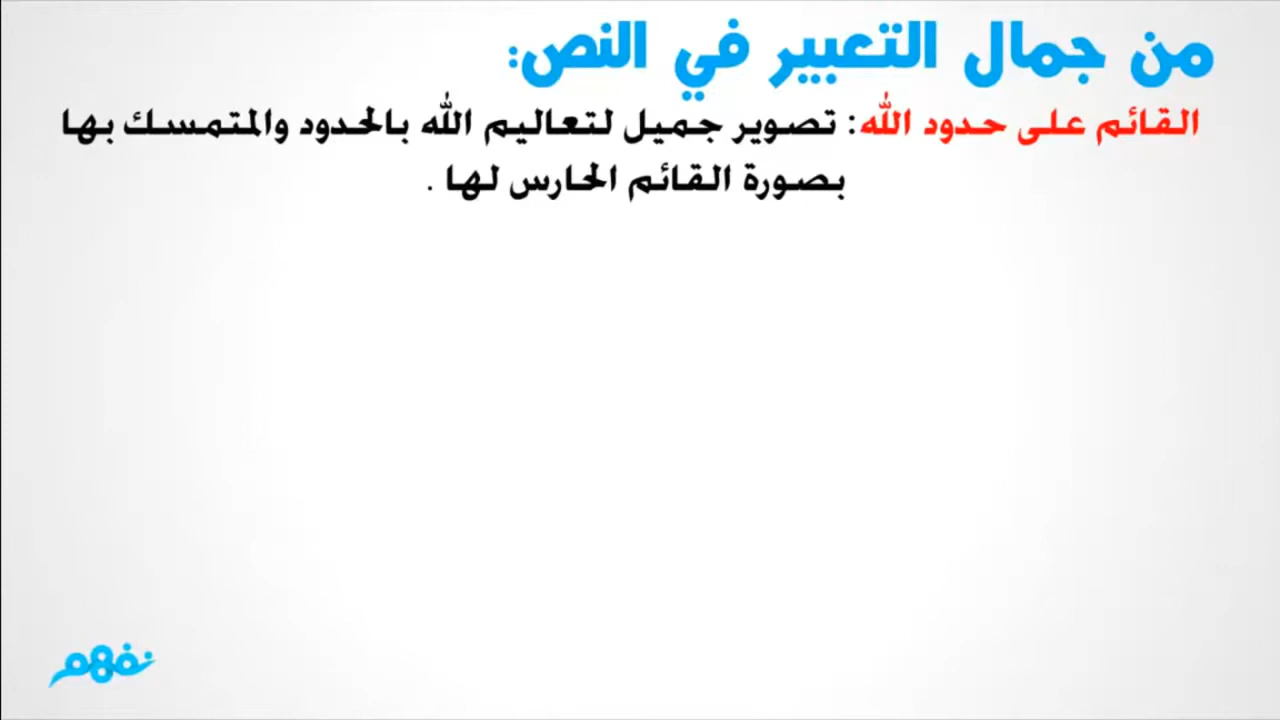 من جمال التعبير في النص:
القائم على حدود الله: تصوير جميل لتعاليم الله بالحدود والمتمسك بها
بصورة القائم الحارس لها .
نفهم